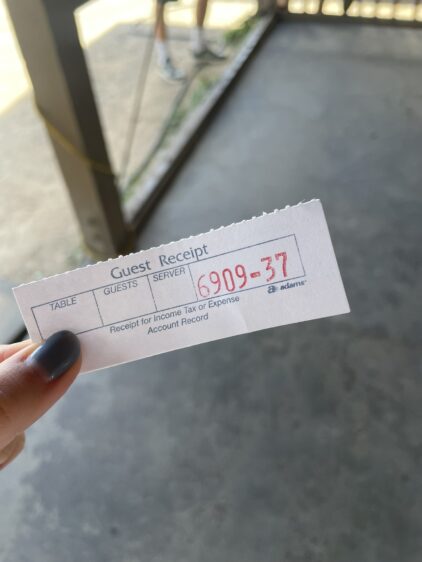 Guest Receipt
TABLE GUESTS SERVER 6909-37
Receipt for Income Tax or Expense
Account Record
a adams